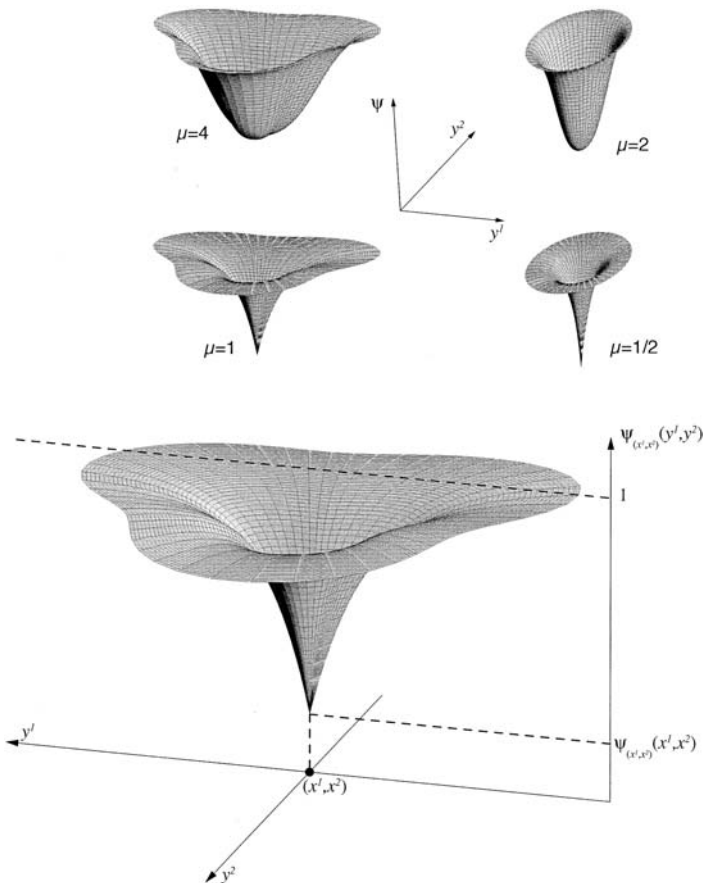 Ψ
y²
μ=4
μ=2
y¹
μ=1
μ=1/2
Ψ₍ₓ¹,ₓ²₎(y¹,y²)
1
y¹
Ψ₍ₓ¹,ₓ²₎(x¹,x²)
(x¹,x²)
y²